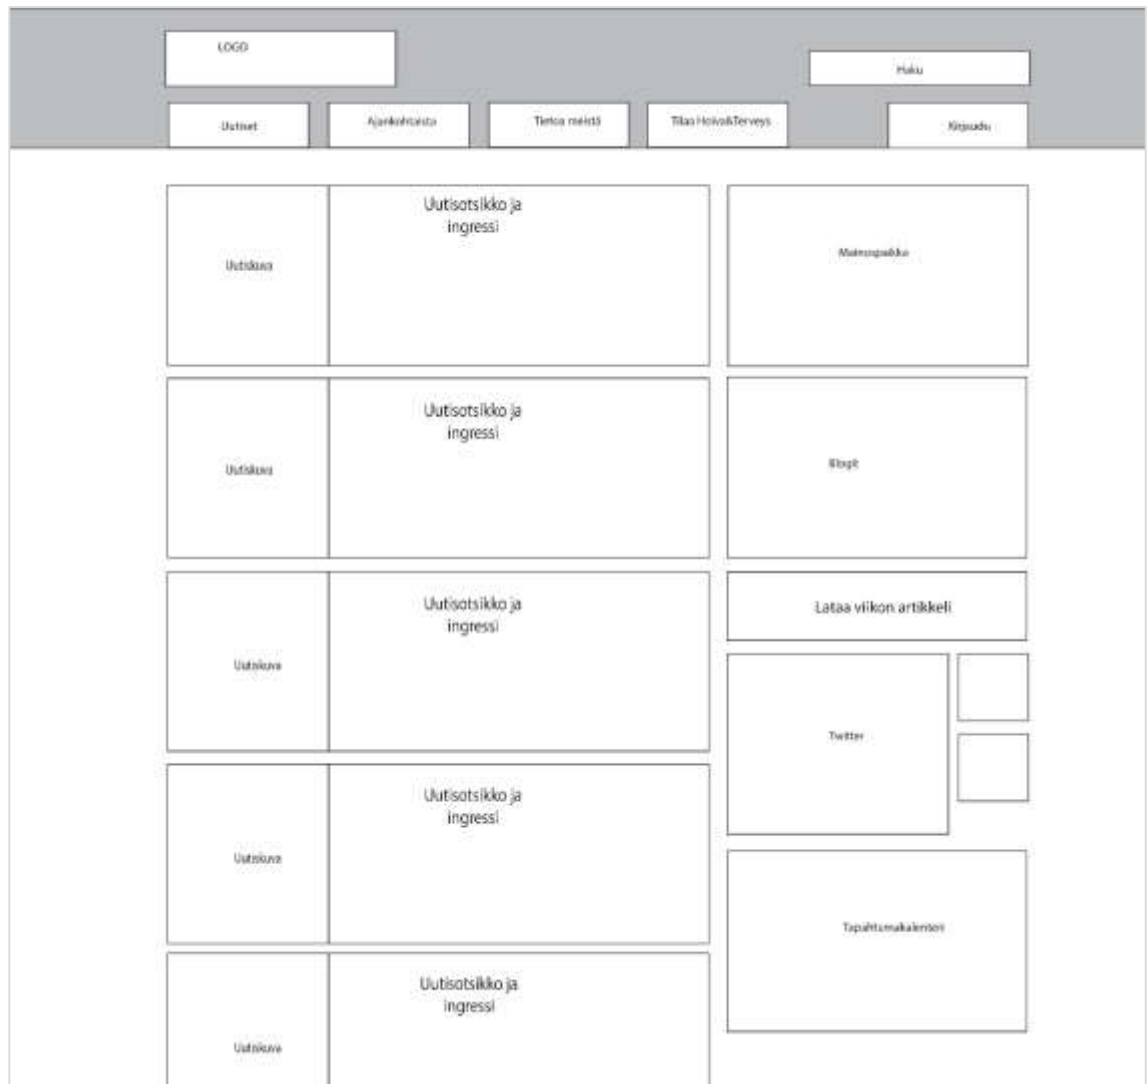 LOGO
Haku
Uutiset
Ajankohtaista
Tietoa meistä
Tilaa Hoiva&Terveys
Kirjaudu
Uutisotsikko ja
ingressi
Uutiskuva
Mainospaikka
Uutisotsikko ja
ingressi
Uutiskuva
Blogit
Uutisotsikko ja
ingressi
Uutiskuva
Lataa viikon artikkeli
Twitter
Uutisotsikko ja
ingressi
Uutiskuva
Tapahtumakalenteri
Uutisotsikko ja
ingressi
Uutiskuva